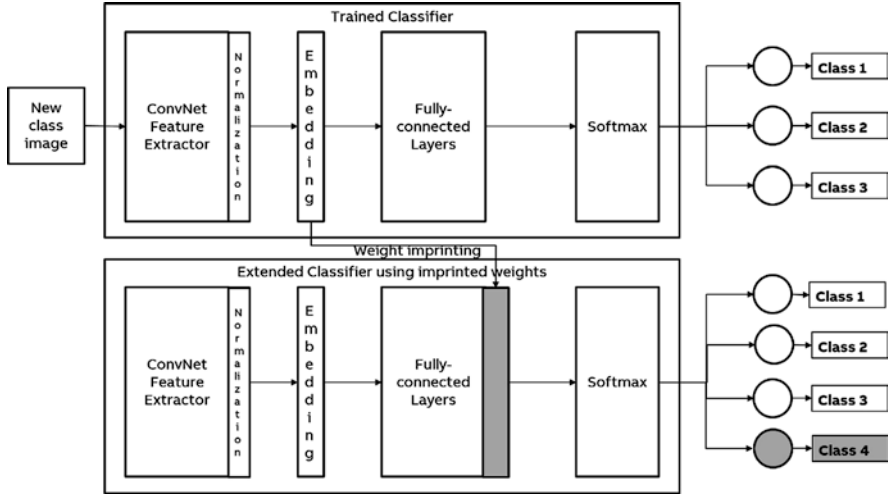 Trained Classifier
New
class
image
ConvNet
Feature
Extractor
Normalization
Embedding
Fully-
connected
Layers
Softmax
Class 1
Class 2
Class 3
Weight imprinting
Extended Classifier using imprinted weights
ConvNet
Feature
Extractor
Normalization
Embedding
Fully-
connected
Layers
Softmax
Class 1
Class 2
Class 3
Class 4